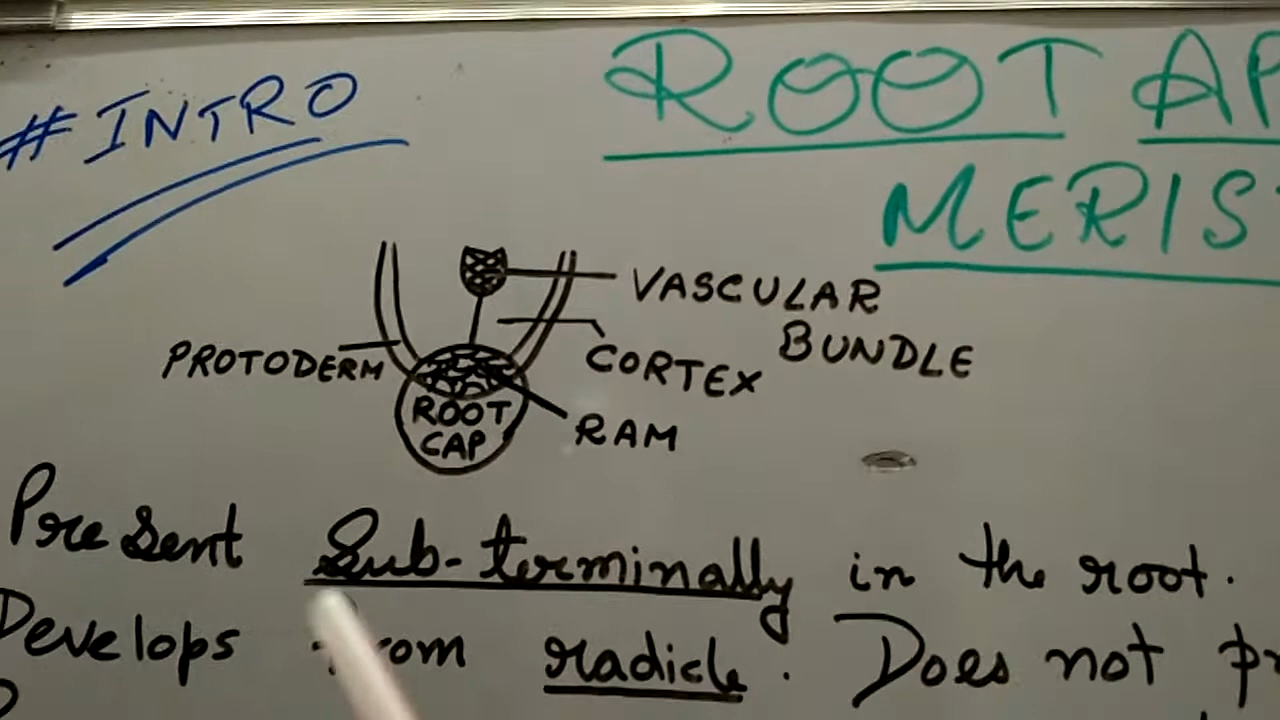 # INTRO
ROOT AP
MERIS
VASCULAR
BUNDLE
PROTODERM
CORTEX
ROOT
CAP
RAM
Present Sub-terminally in the root.
Develops from radicle. Does not pr